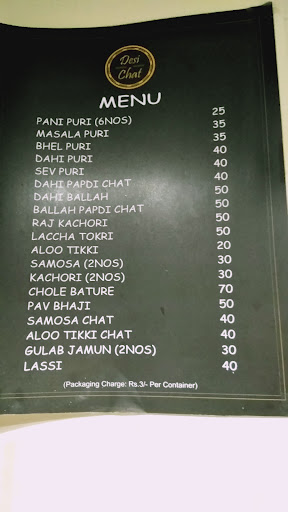 Desi
Chat
MENU
PANI PURI (6NOS) 25
MASALA PURI 35
BHEL PURI 35
DAHI PURI 40
SEV PURI 40
DAHI PAPDI CHAT 40
DAHI BALLAH 50
BALLAH PAPDI CHAT 50
RAJ KACHORI 50
LACCHA TOKRI 50
ALOO TIKKI 20
SAMOSA (2NOS) 30
KACHORI (2NOS) 30
CHOLE BATURE 70
PAV BHAJI 50
SAMOSA CHAT 40
ALOO TIKKI CHAT 40
GULAB JAMUN (2NOS) 30
LASSI 40
(Packaging Charge: Rs.3/- Per Container)